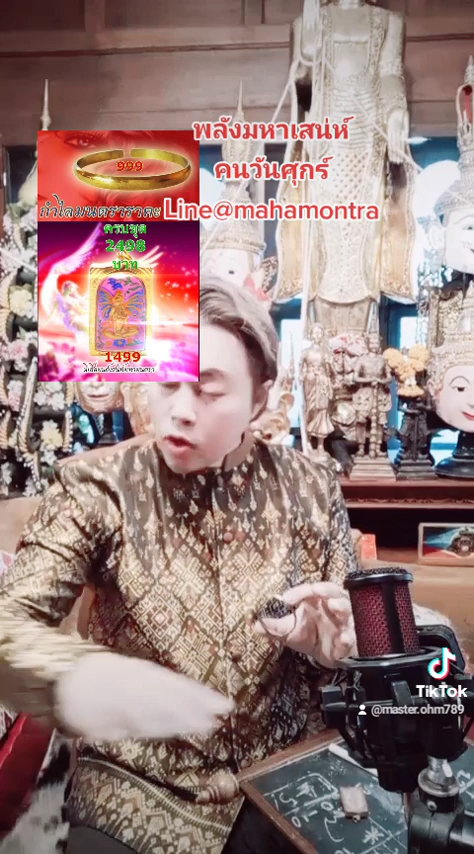 พลังมหาเสน่ห์
คนวันศุกร์
Line@mahamontra
999
กำไลมนตราราคะ
ครบชุด
2498
บาท
1499
TikTok
@master.ohm789